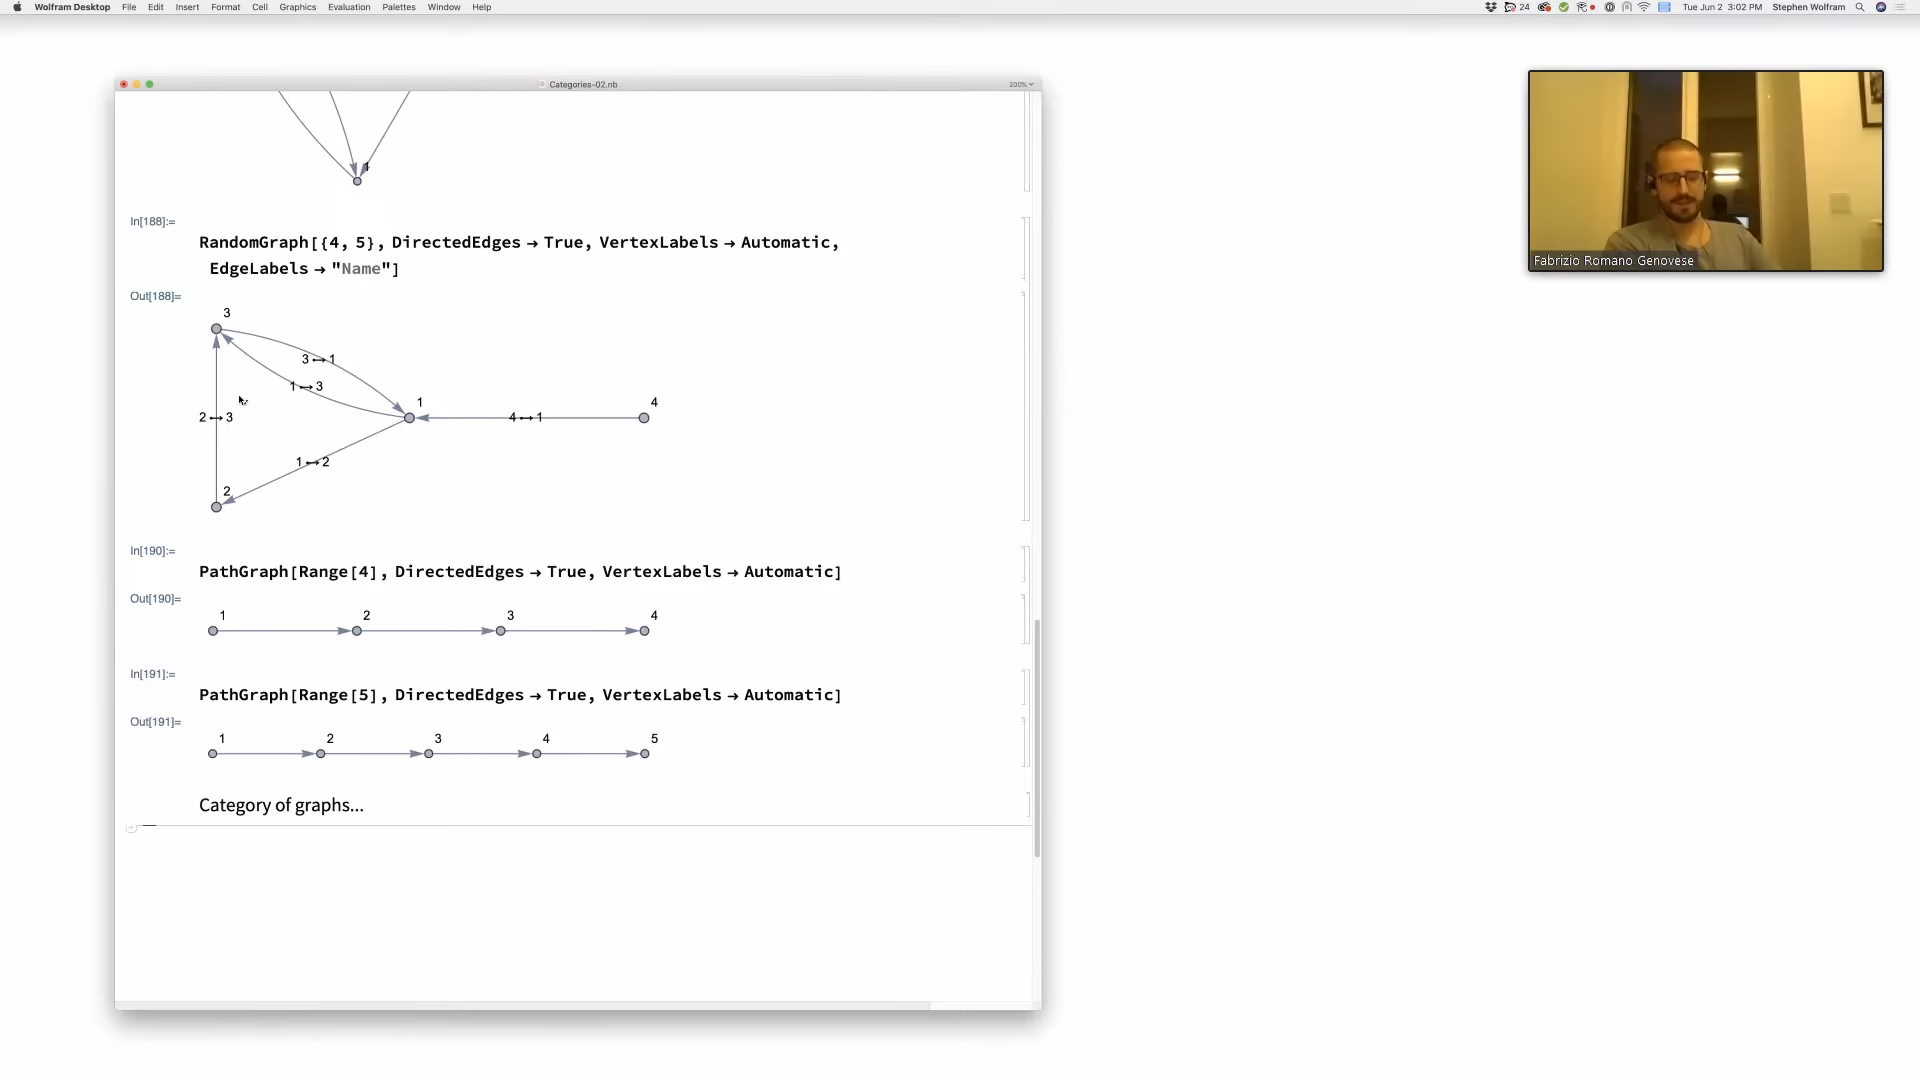 Wolfram Desktop File Edit Insert Format Cell Graphics Evaluation Palettes Window Help
24 Tue Jun 2 3:02 PM Stephen Wolfram
Categories-02.nb
200%
4
In[188]:=
RandomGraph[{4, 5}, DirectedEdges → True, VertexLabels → Automatic,
EdgeLabels → "Name"]
Out[188]=
3
3 ↦ 1
1 ↦ 3
1
4
2 ↦ 3
4 ↦ 1
1 ↦ 2
2
In[190]:=
PathGraph[Range[4], DirectedEdges → True, VertexLabels → Automatic]
Out[190]=
1 2 3 4
In[191]:=
PathGraph[Range[5], DirectedEdges → True, VertexLabels → Automatic]
Out[191]=
1 2 3 4 5
Category of graphs...
Fabrizio Romano Genovese